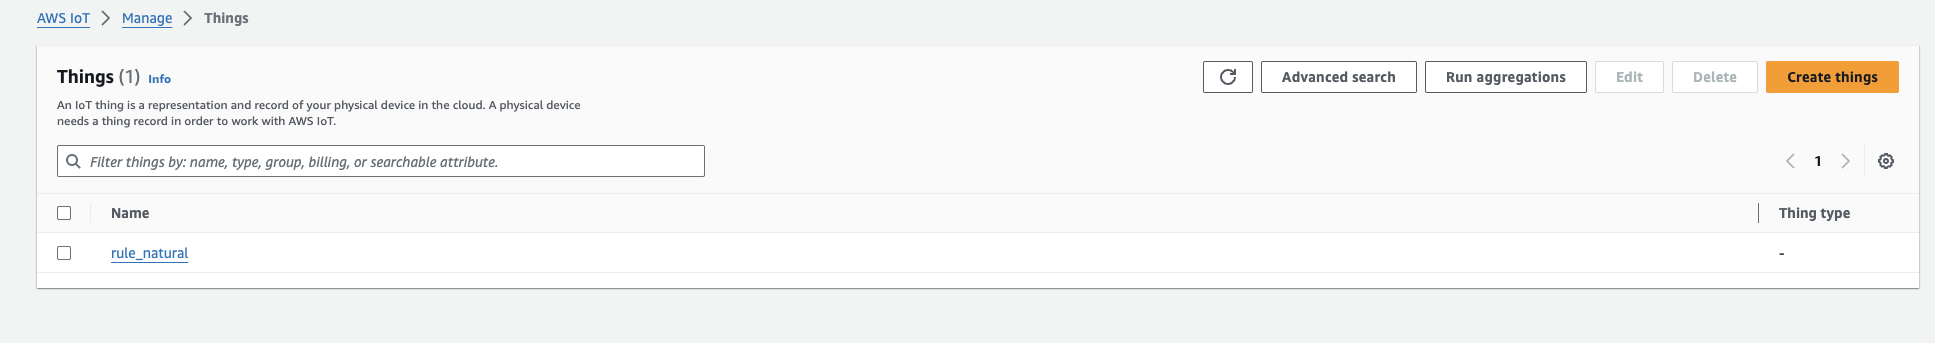 AWS IoT > Manage > Things
Things (1) Info
Advanced search
Run aggregations
Edit
Delete
Create things
An IoT thing is a representation and record of your physical device in the cloud. A physical device
needs a thing record in order to work with AWS IoT.
Filter things by: name, type, group, billing, or searchable attribute.
1
Name
Thing type
rule_natural
-